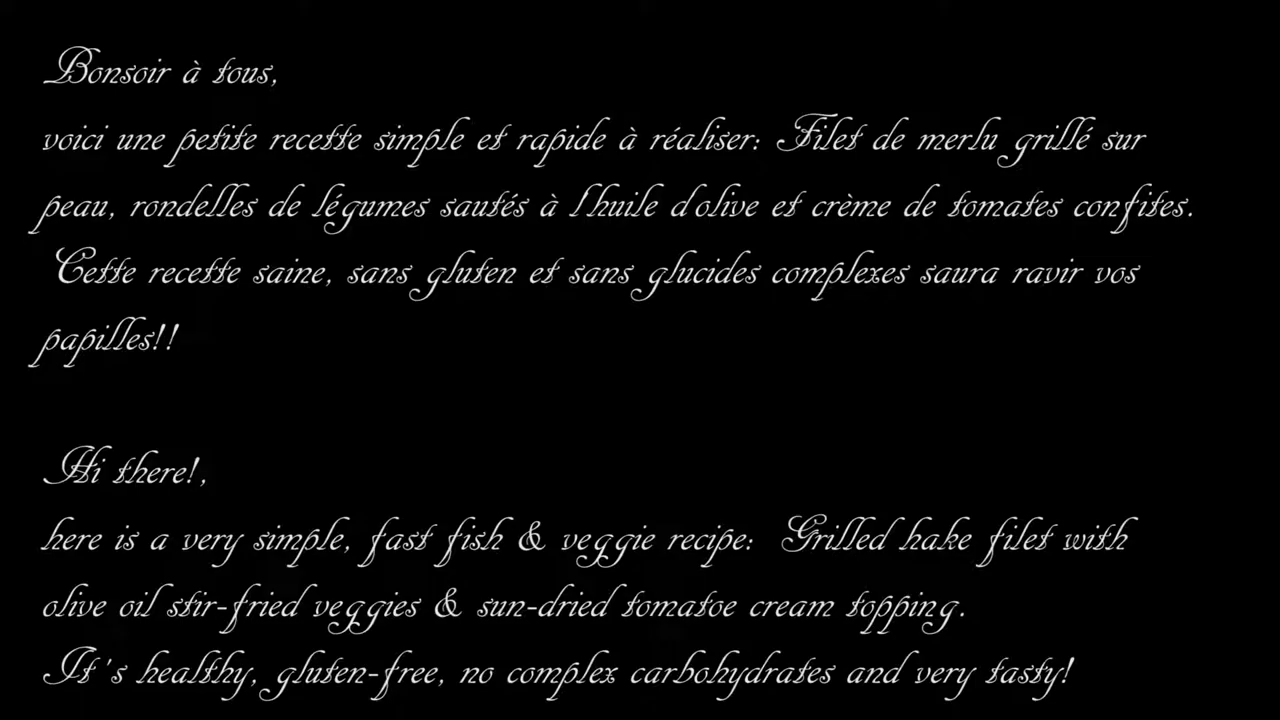 Bonsoir à tous,
voici une petite recette simple et rapide à réaliser: Filet de merlu grillé sur
peau, rondelles de légumes sautés à l'huile d'olive et crème de tomates confites.
Cette recette saine, sans gluten et sans glucides complexes saura ravir vos
papilles!!
Hi there!,
here is a very simple, fast fish & veggie recipe: Grilled hake filet with
olive oil stir-fried veggies & sun-dried tomatoe cream topping.
It's healthy, gluten-free, no complex carbohydrates and very tasty!